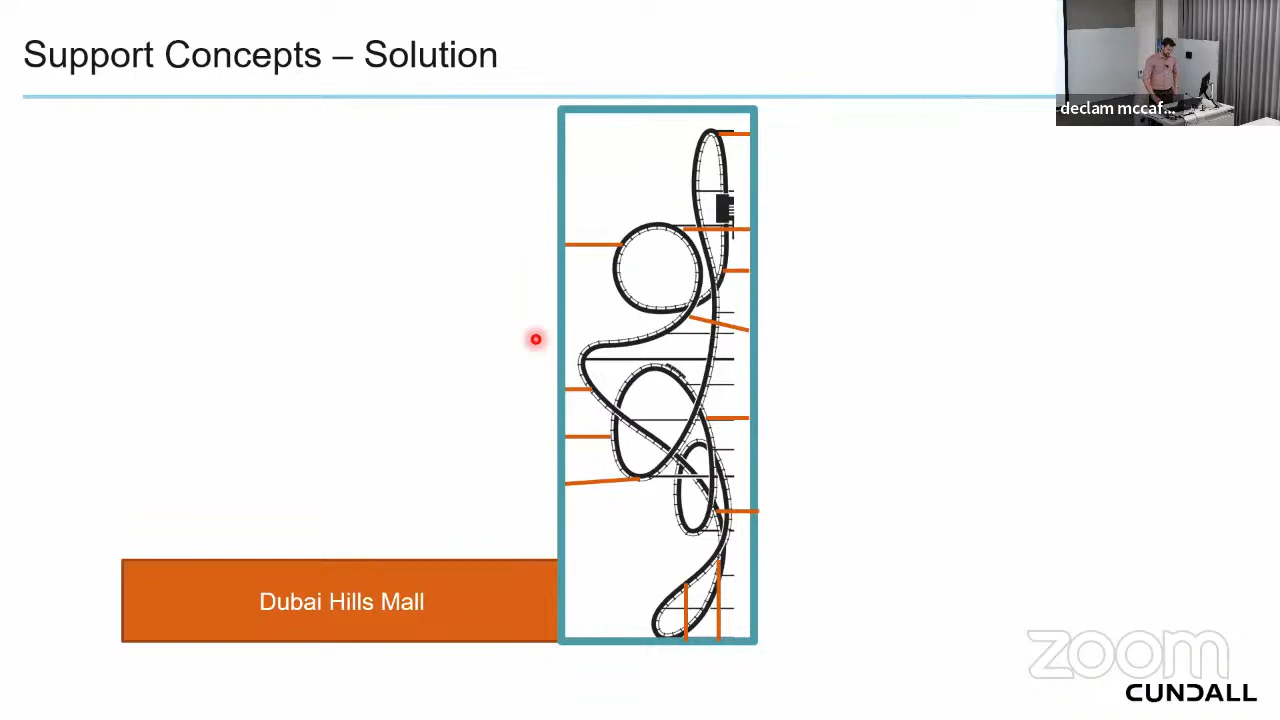 Support Concepts – Solution
declam mccaf...
Dubai Hills Mall
zoom
CUNDALL